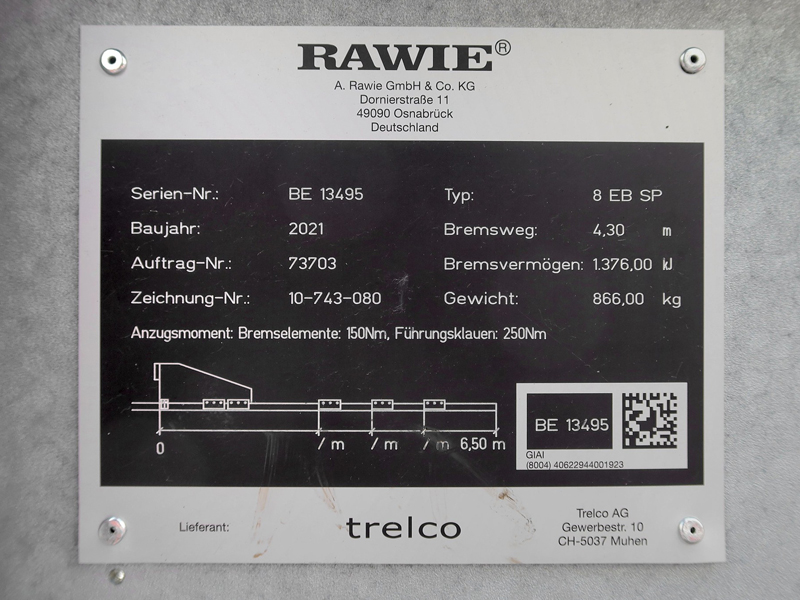 RAWIE®
A. Rawie GmbH & Co. KG
Dornierstraße 11
49090 Osnabrück
Deutschland
Serien-Nr.: BE 13495 Typ: 8 EB SP
Baujahr: 2021 Bremsweg: 4,30 m
Auftrag-Nr.: 73703 Bremsvermögen: 1.376,00 kJ
Zeichnung-Nr.: 10-743-080 Gewicht: 866,00 kg
Anzugsmoment: Bremselemente: 150Nm, Führungsklauen: 250Nm
0 / m / m / m 6,50 m
BE 13495
GIAI
(8004) 40622944001923
Lieferant: trelco
Trelco AG
Gewerbestr. 10
CH-5037 Muhen